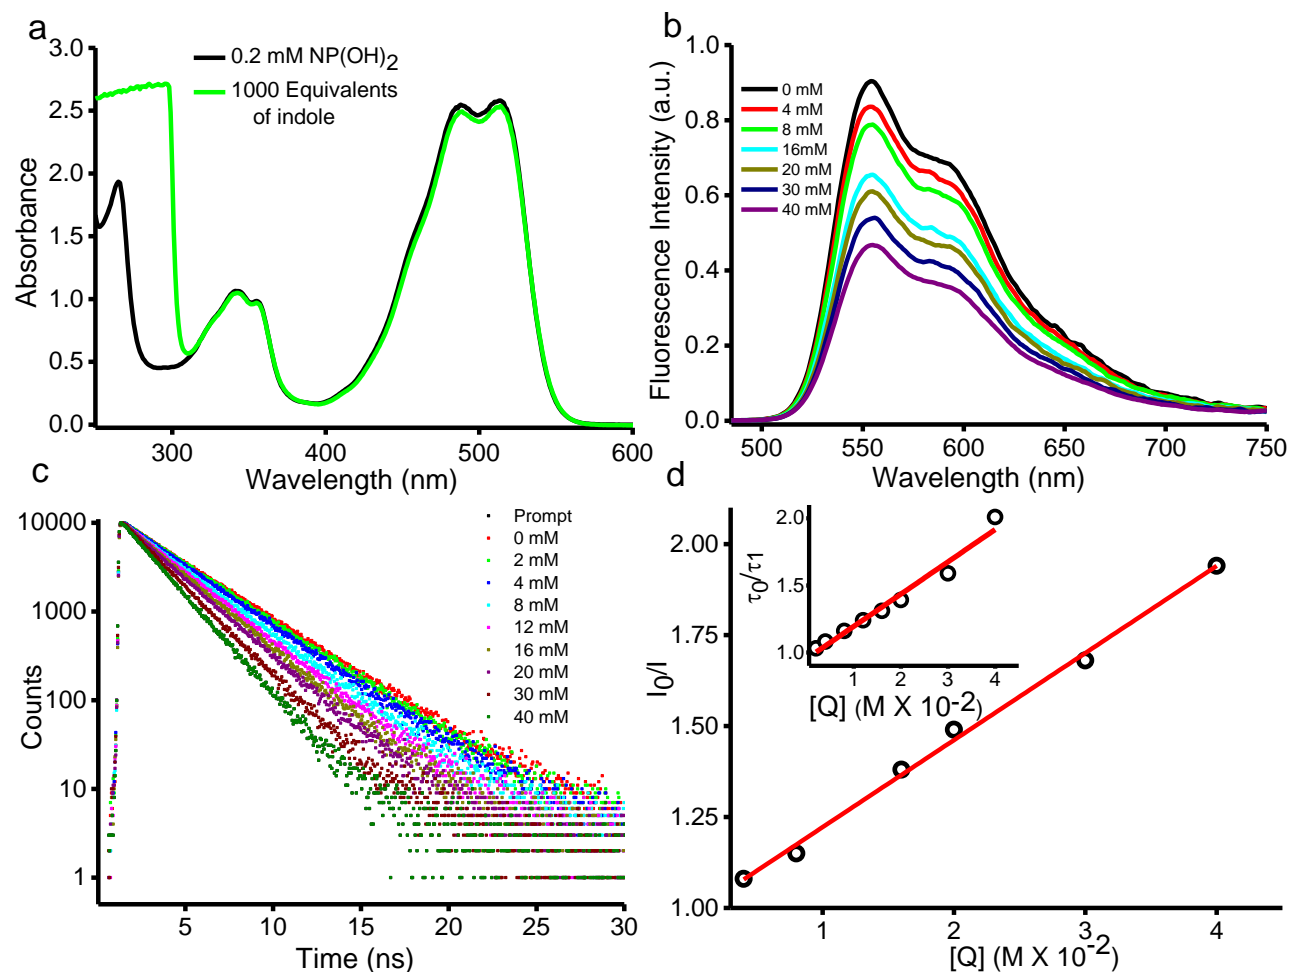 a
3.0
2.5
2.0
1.5
1.0
0.5
0.0
Absorbance
0.2 mM NP(OH)2
1000 Equivalents
of indole
300
400
500
600
Wavelength (nm)
b
1.0
0.8
0.6
0.4
0.2
0.0
Fluorescence Intensity (a.u.)
0 mM
4 mM
8 mM
16mM
20 mM
30 mM
40 mM
500
550
600
650
700
750
Wavelength (nm)
c
10000
1000
100
10
1
Counts
Prompt
0 mM
2 mM
4 mM
8 mM
12 mM
16 mM
20 mM
30 mM
40 mM
5
10
15
20
25
30
Time (ns)
d
2.00
1.75
1.50
1.25
1.00
I0/I
2.0
1.5
1.0
τ0/τ1
1
2
3
4
[Q] (M X 10-2)
1
2
3
4
[Q] (M X 10-2)